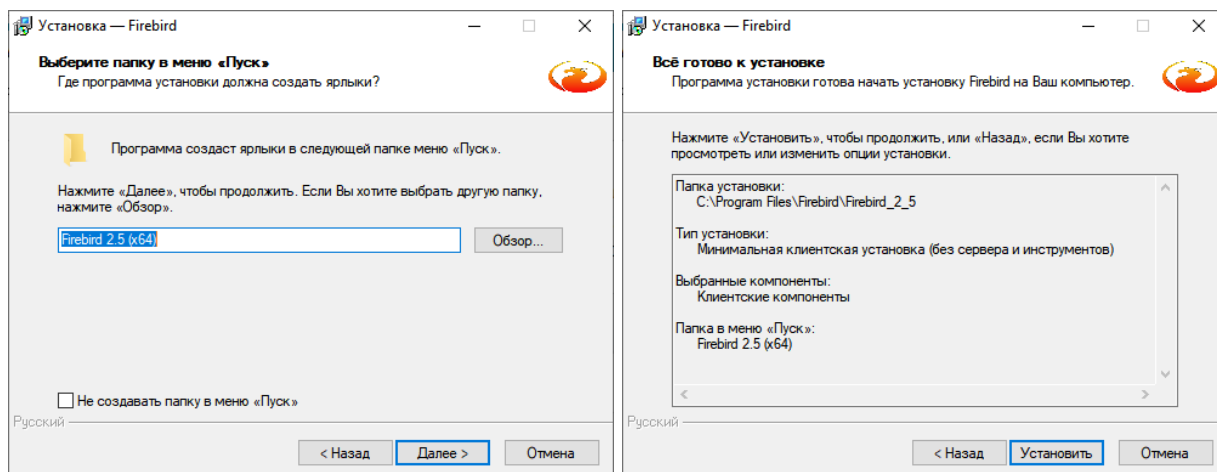 Установка — Firebird
Выберите папку в меню «Пуск»
Где программа установки должна создать ярлыки?
Программа создаст ярлыки в следующей папке меню «Пуск».
Нажмите «Далее», чтобы продолжить. Если Вы хотите выбрать другую папку,
нажмите «Обзор».
Firebird 2.5 (x64)
Обзор...
Не создавать папку в меню «Пуск»
Русский
< Назад
Далее >
Отмена
Установка — Firebird
Всё готово к установке
Программа установки готова начать установку Firebird на Ваш компьютер.
Нажмите «Установить», чтобы продолжить, или «Назад», если Вы хотите
просмотреть или изменить опции установки.
Папка установки:
C:\Program Files\Firebird\Firebird_2_5
Тип установки:
Минимальная клиентская установка (без сервера и инструментов)
Выбранные компоненты:
Клиентские компоненты
Папка в меню «Пуск»:
Firebird 2.5 (x64)
Русский
< Назад
Установить
Отмена